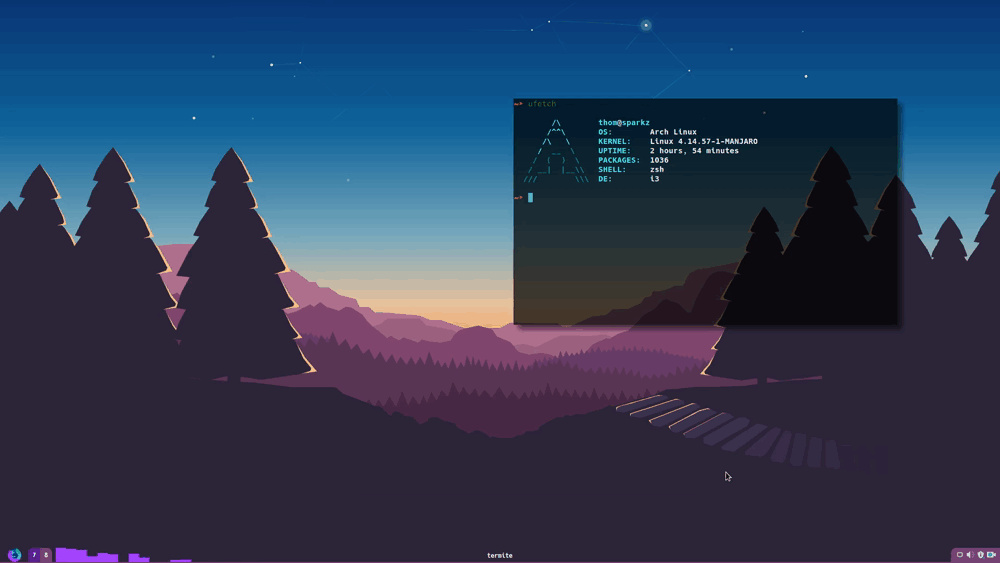 ufetch
thom@sparkz
OS: Arch Linux
KERNEL: Linux 4.14.57-1-MANJARO
UPTIME: 2 hours, 54 minutes
PACKAGES: 1036
SHELL: zsh
DE: i3
7 8
termite